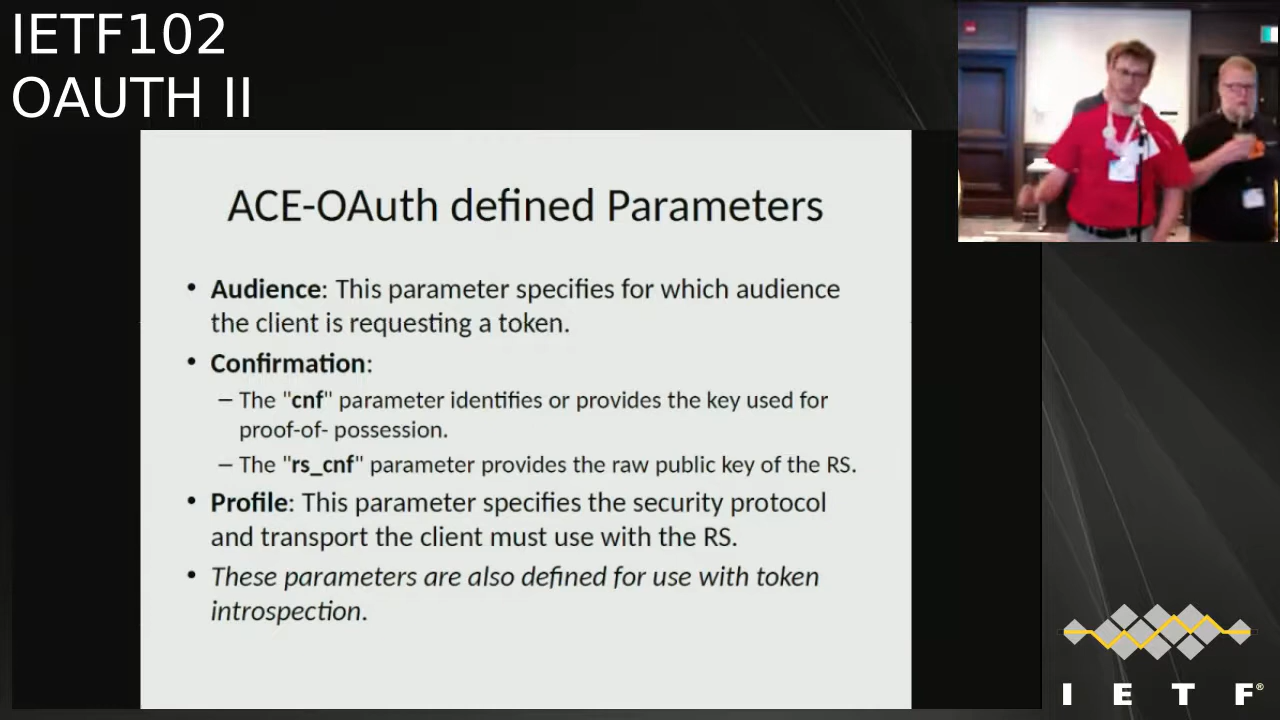 IETF102
OAUTH II
ACE-OAuth defined Parameters
• Audience: This parameter specifies for which audience
the client is requesting a token.
• Confirmation:
– The "cnf" parameter identifies or provides the key used for
proof-of- possession.
– The "rs_cnf" parameter provides the raw public key of the RS.
• Profile: This parameter specifies the security protocol
and transport the client must use with the RS.
• These parameters are also defined for use with token
introspection.
I E T F®